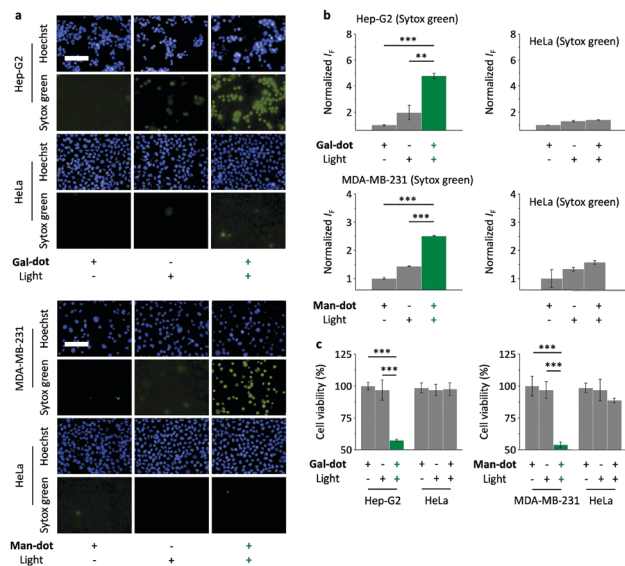 a
Hep-G2
Hoechst
Sytox green
HeLa
Hoechst
Sytox green
Gal-dot + - +
Light - + +
MDA-MB-231
Hoechst
Sytox green
HeLa
Hoechst
Sytox green
Man-dot + - +
Light - + +
b
Hep-G2 (Sytox green)
***
**
Normalized IF
8
6
4
2
Gal-dot + - +
Light - + +
HeLa (Sytox green)
Normalized IF
8
6
4
2
+ - +
- + +
MDA-MB-231 (Sytox green)
***
***
Normalized IF
4
3
2
1
Man-dot + - +
Light - + +
HeLa (Sytox green)
Normalized IF
4
3
2
1
+ - +
- + +
c
***
***
Cell viability (%)
125
100
75
50
Gal-dot + - + + - +
Light - + + - + +
Hep-G2 HeLa
***
***
Cell viability (%)
125
100
75
50
Man-dot + - + + - +
Light - + + - + +
MDA-MB-231 HeLa